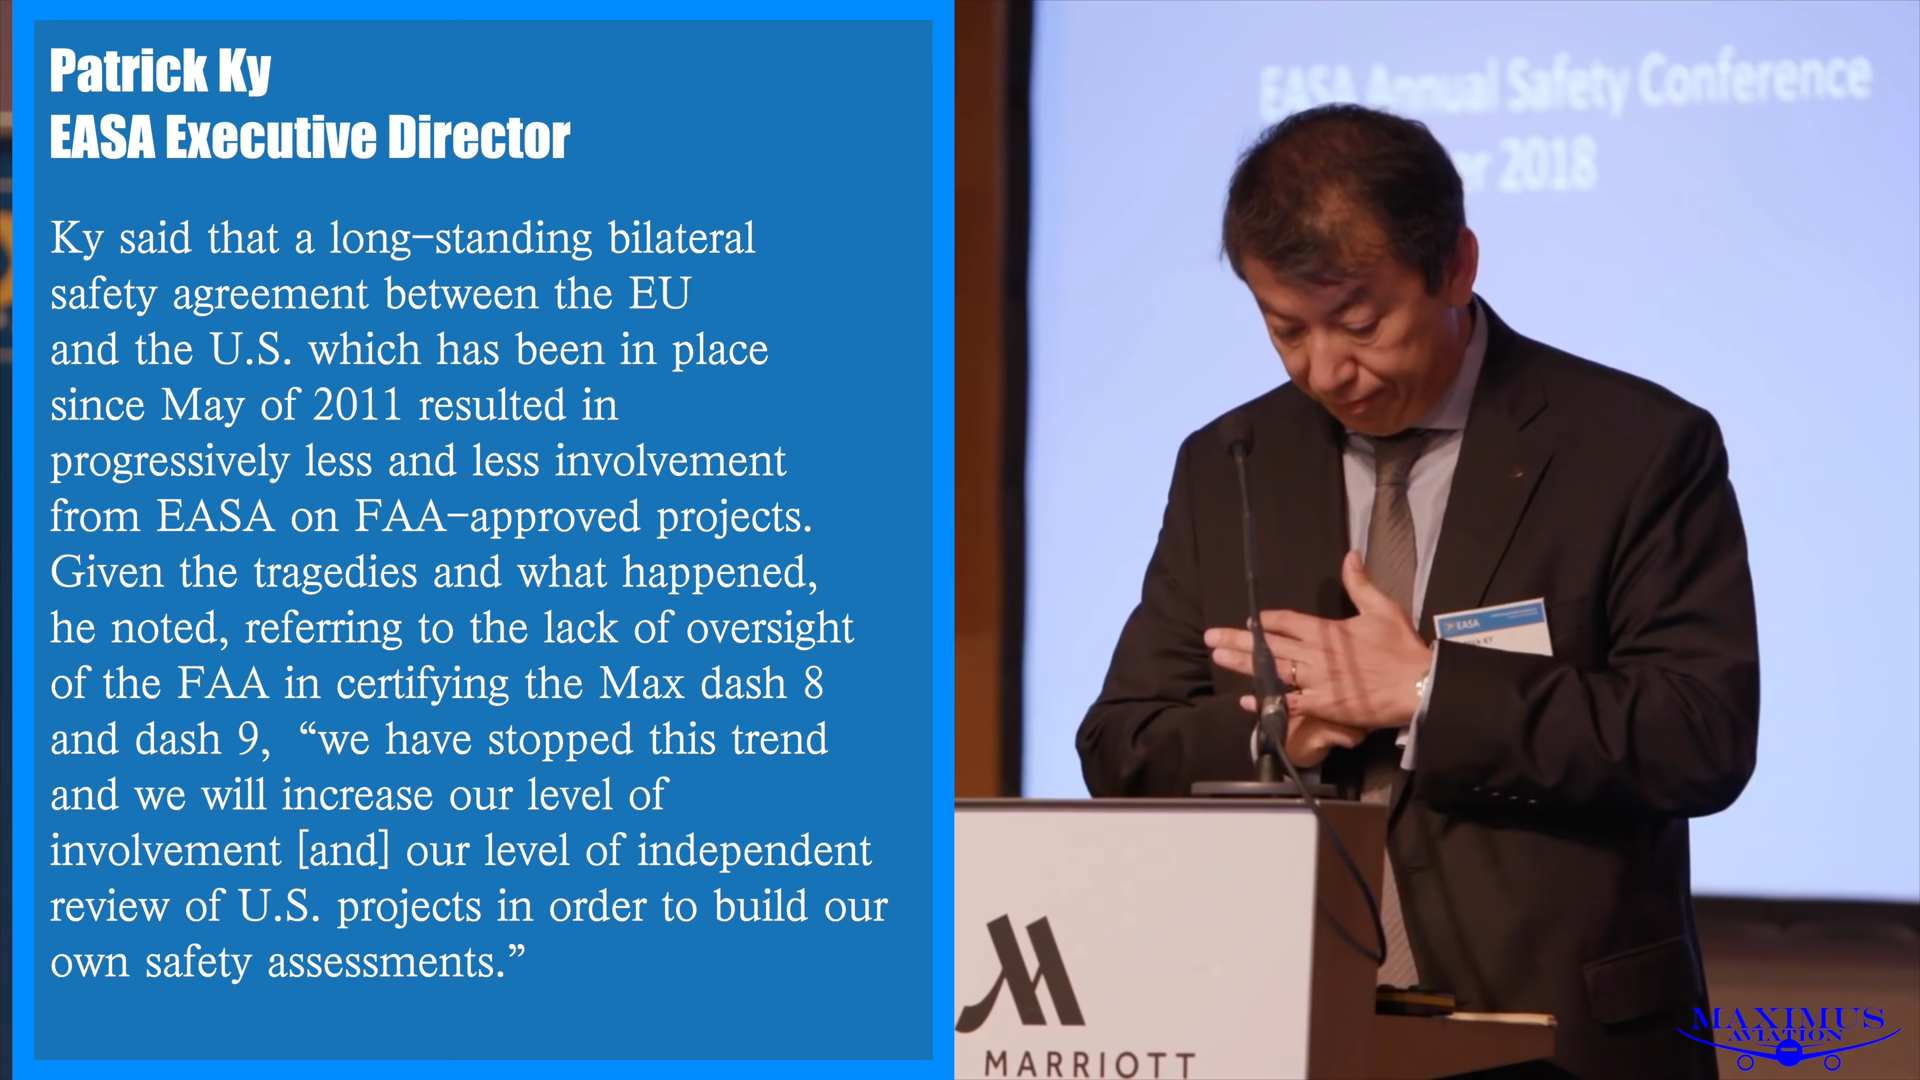 Patrick Ky
EASA Executive Director
Ky said that a long-standing bilateral
safety agreement between the EU
and the U.S. which has been in place
since May of 2011 resulted in
progressively less and less involvement
from EASA on FAA-approved projects.
Given the tragedies and what happened,
he noted, referring to the lack of oversight
of the FAA in certifying the Max dash 8
and dash 9, “we have stopped this trend
and we will increase our level of
involvement [and] our level of independent
review of U.S. projects in order to build our
own safety assessments.”
EASA Annual Safety Conference
2018
EASA
KY
MARRIOTT
MAXIMUS
AVIATION